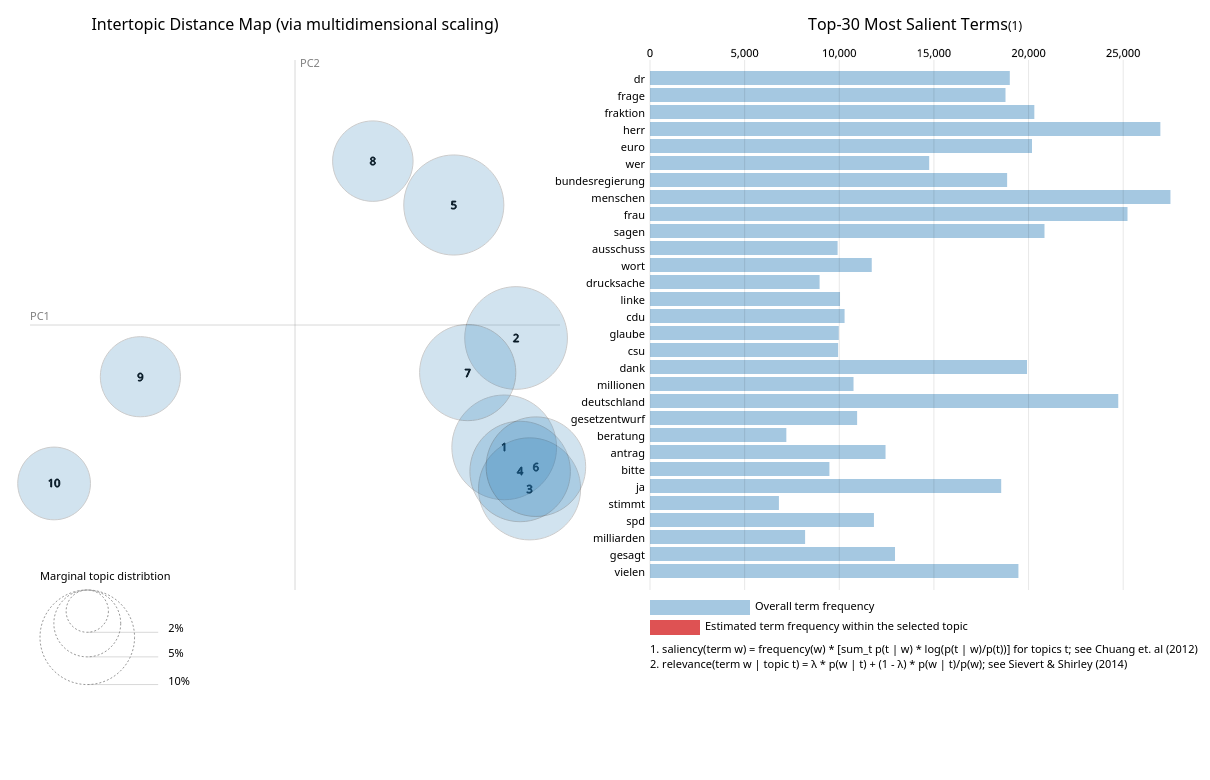 Intertopic Distance Map (via multidimensional scaling)
PC2
PC1
8
5
2
7
9
1
6
4
3
10
Marginal topic distribtion
2%
5%
10%
Top-30 Most Salient Terms(1)
0 5,000 10,000 15,000 20,000 25,000
dr
frage
fraktion
herr
euro
wer
bundesregierung
menschen
frau
sagen
ausschuss
wort
drucksache
linke
cdu
glaube
csu
dank
millionen
deutschland
gesetzentwurf
beratung
antrag
bitte
ja
stimmt
spd
milliarden
gesagt
vielen
Overall term frequency
Estimated term frequency within the selected topic
1. saliency(term w) = frequency(w) * [sum_t p(t | w) * log(p(t | w)/p(t))] for topics t; see Chuang et. al (2012)
2. relevance(term w | topic t) = λ * p(w | t) + (1 - λ) * p(w | t)/p(w); see Sievert & Shirley (2014)